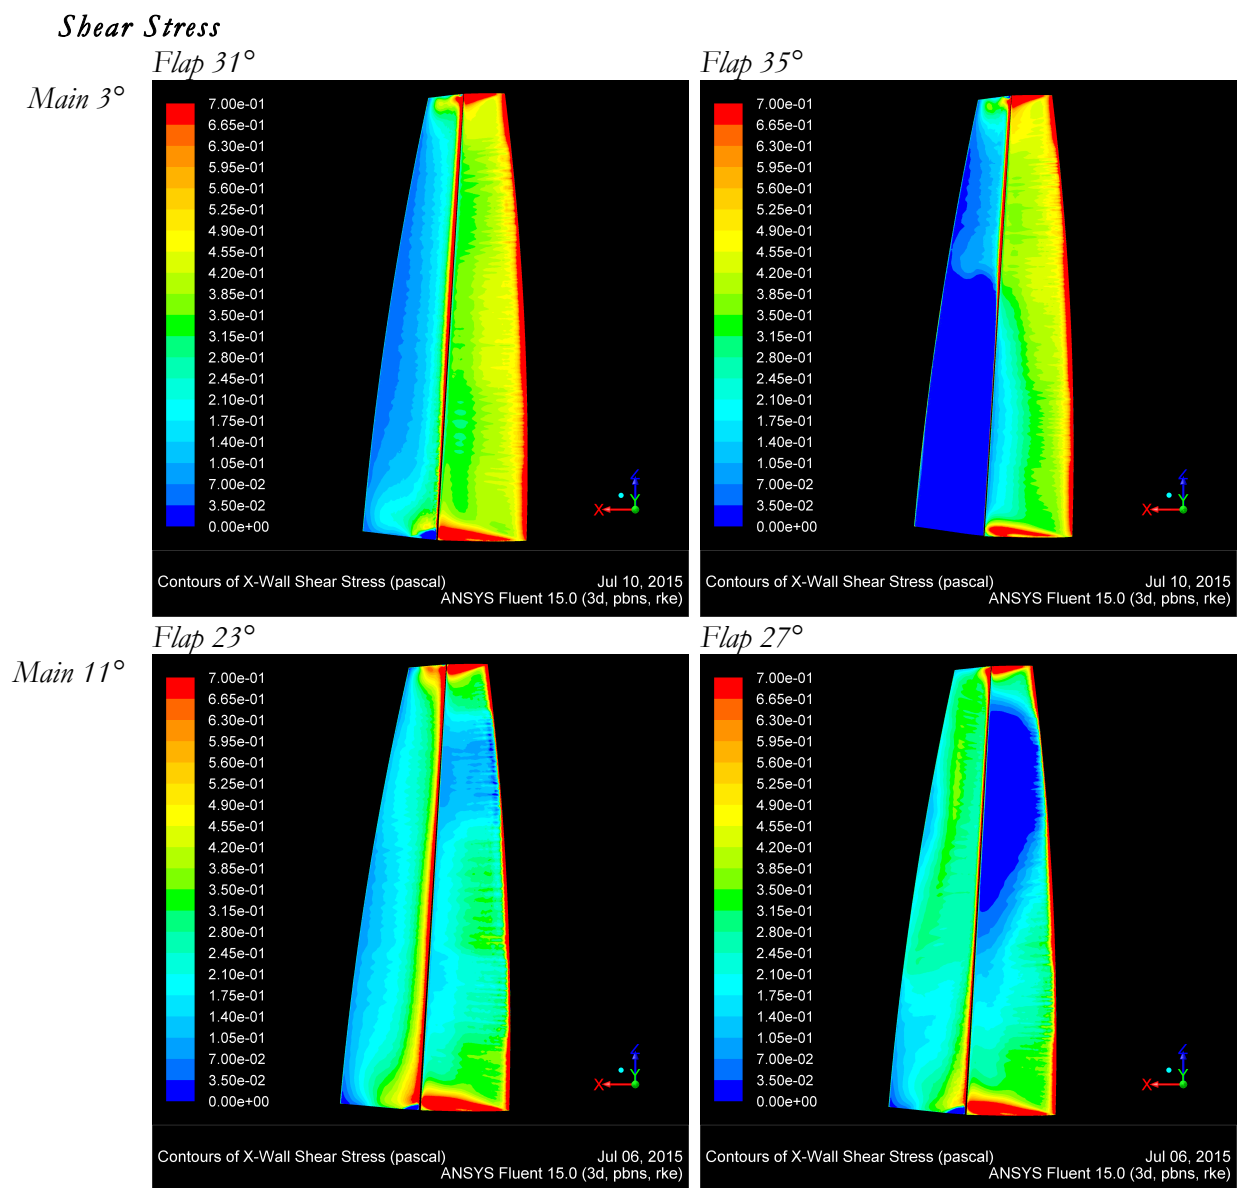 Shear Stress
Flap 31°
Flap 35°
Main 3°
7.00e-01
6.65e-01
6.30e-01
5.95e-01
5.60e-01
5.25e-01
4.90e-01
4.55e-01
4.20e-01
3.85e-01
3.50e-01
3.15e-01
2.80e-01
2.45e-01
2.10e-01
1.75e-01
1.40e-01
1.05e-01
7.00e-02
3.50e-02
0.00e+00
Z
Y
X
Contours of X-Wall Shear Stress (pascal)
Jul 10, 2015
ANSYS Fluent 15.0 (3d, pbns, rke)
7.00e-01
6.65e-01
6.30e-01
5.95e-01
5.60e-01
5.25e-01
4.90e-01
4.55e-01
4.20e-01
3.85e-01
3.50e-01
3.15e-01
2.80e-01
2.45e-01
2.10e-01
1.75e-01
1.40e-01
1.05e-01
7.00e-02
3.50e-02
0.00e+00
Z
Y
X
Contours of X-Wall Shear Stress (pascal)
Jul 10, 2015
ANSYS Fluent 15.0 (3d, pbns, rke)
Flap 23°
Flap 27°
Main 11°
7.00e-01
6.65e-01
6.30e-01
5.95e-01
5.60e-01
5.25e-01
4.90e-01
4.55e-01
4.20e-01
3.85e-01
3.50e-01
3.15e-01
2.80e-01
2.45e-01
2.10e-01
1.75e-01
1.40e-01
1.05e-01
7.00e-02
3.50e-02
0.00e+00
Z
Y
X
Contours of X-Wall Shear Stress (pascal)
Jul 06, 2015
ANSYS Fluent 15.0 (3d, pbns, rke)
7.00e-01
6.65e-01
6.30e-01
5.95e-01
5.60e-01
5.25e-01
4.90e-01
4.55e-01
4.20e-01
3.85e-01
3.50e-01
3.15e-01
2.80e-01
2.45e-01
2.10e-01
1.75e-01
1.40e-01
1.05e-01
7.00e-02
3.50e-02
0.00e+00
Z
Y
X
Contours of X-Wall Shear Stress (pascal)
Jul 06, 2015
ANSYS Fluent 15.0 (3d, pbns, rke)